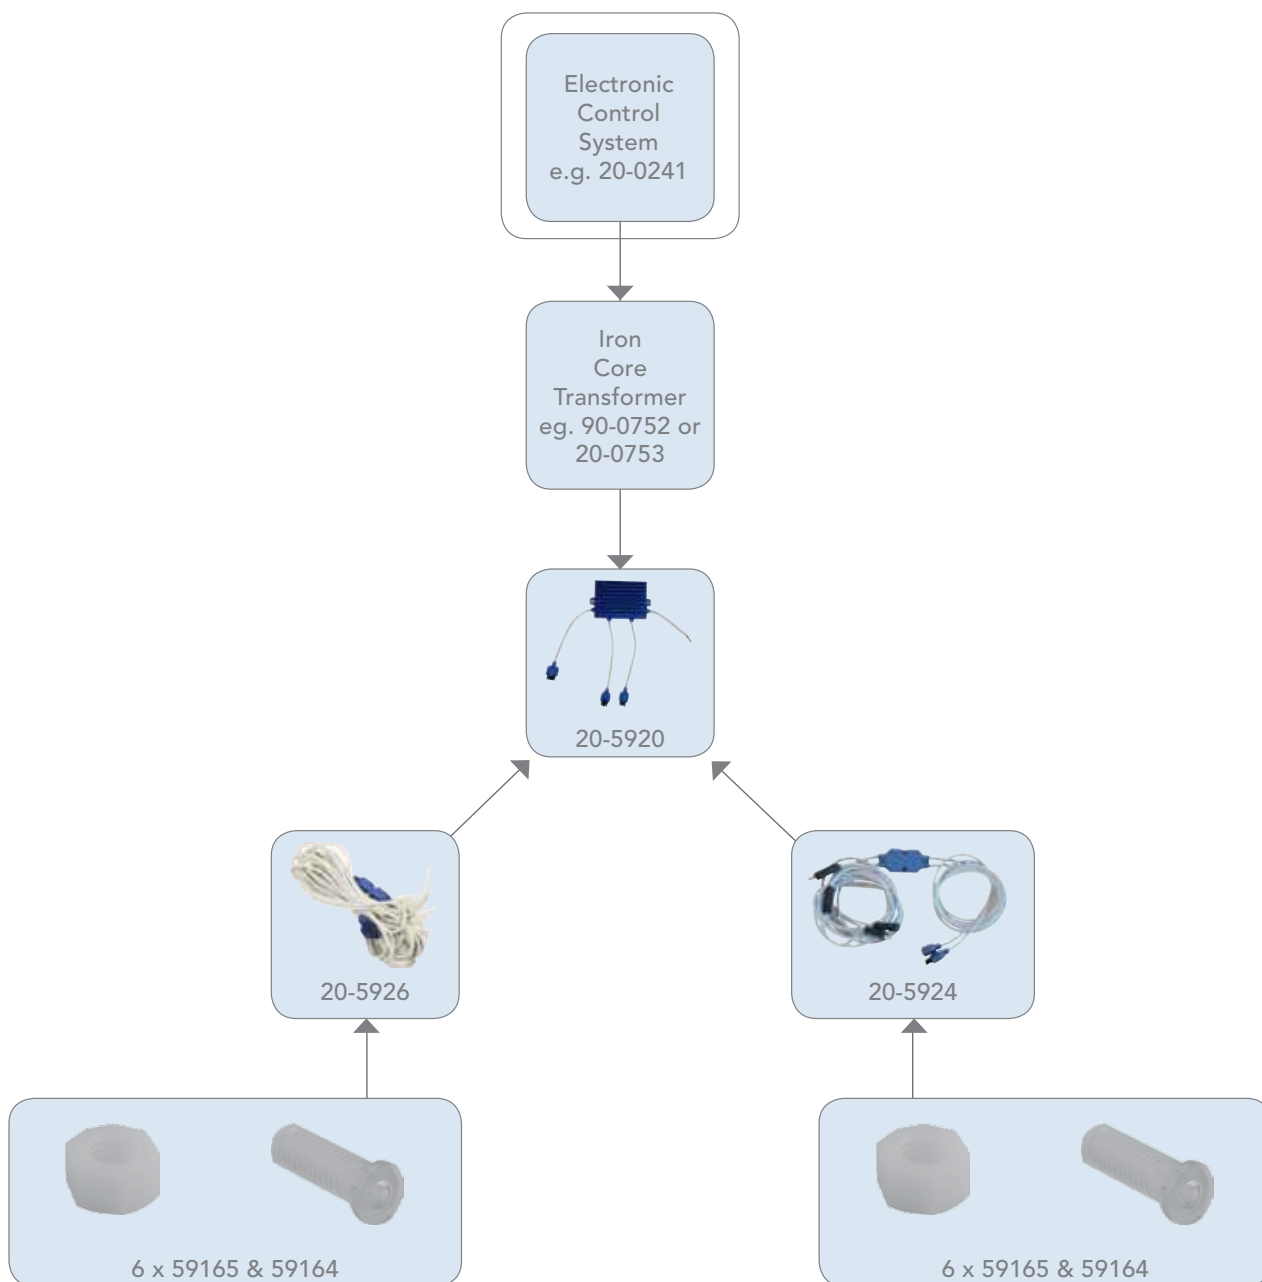 Electronic
Control
System
e.g. 20-0241
Iron
Core
Transformer
eg. 90-0752 or
20-0753
20-5920
20-5926
20-5924
6 x 59165 & 59164
6 x 59165 & 59164